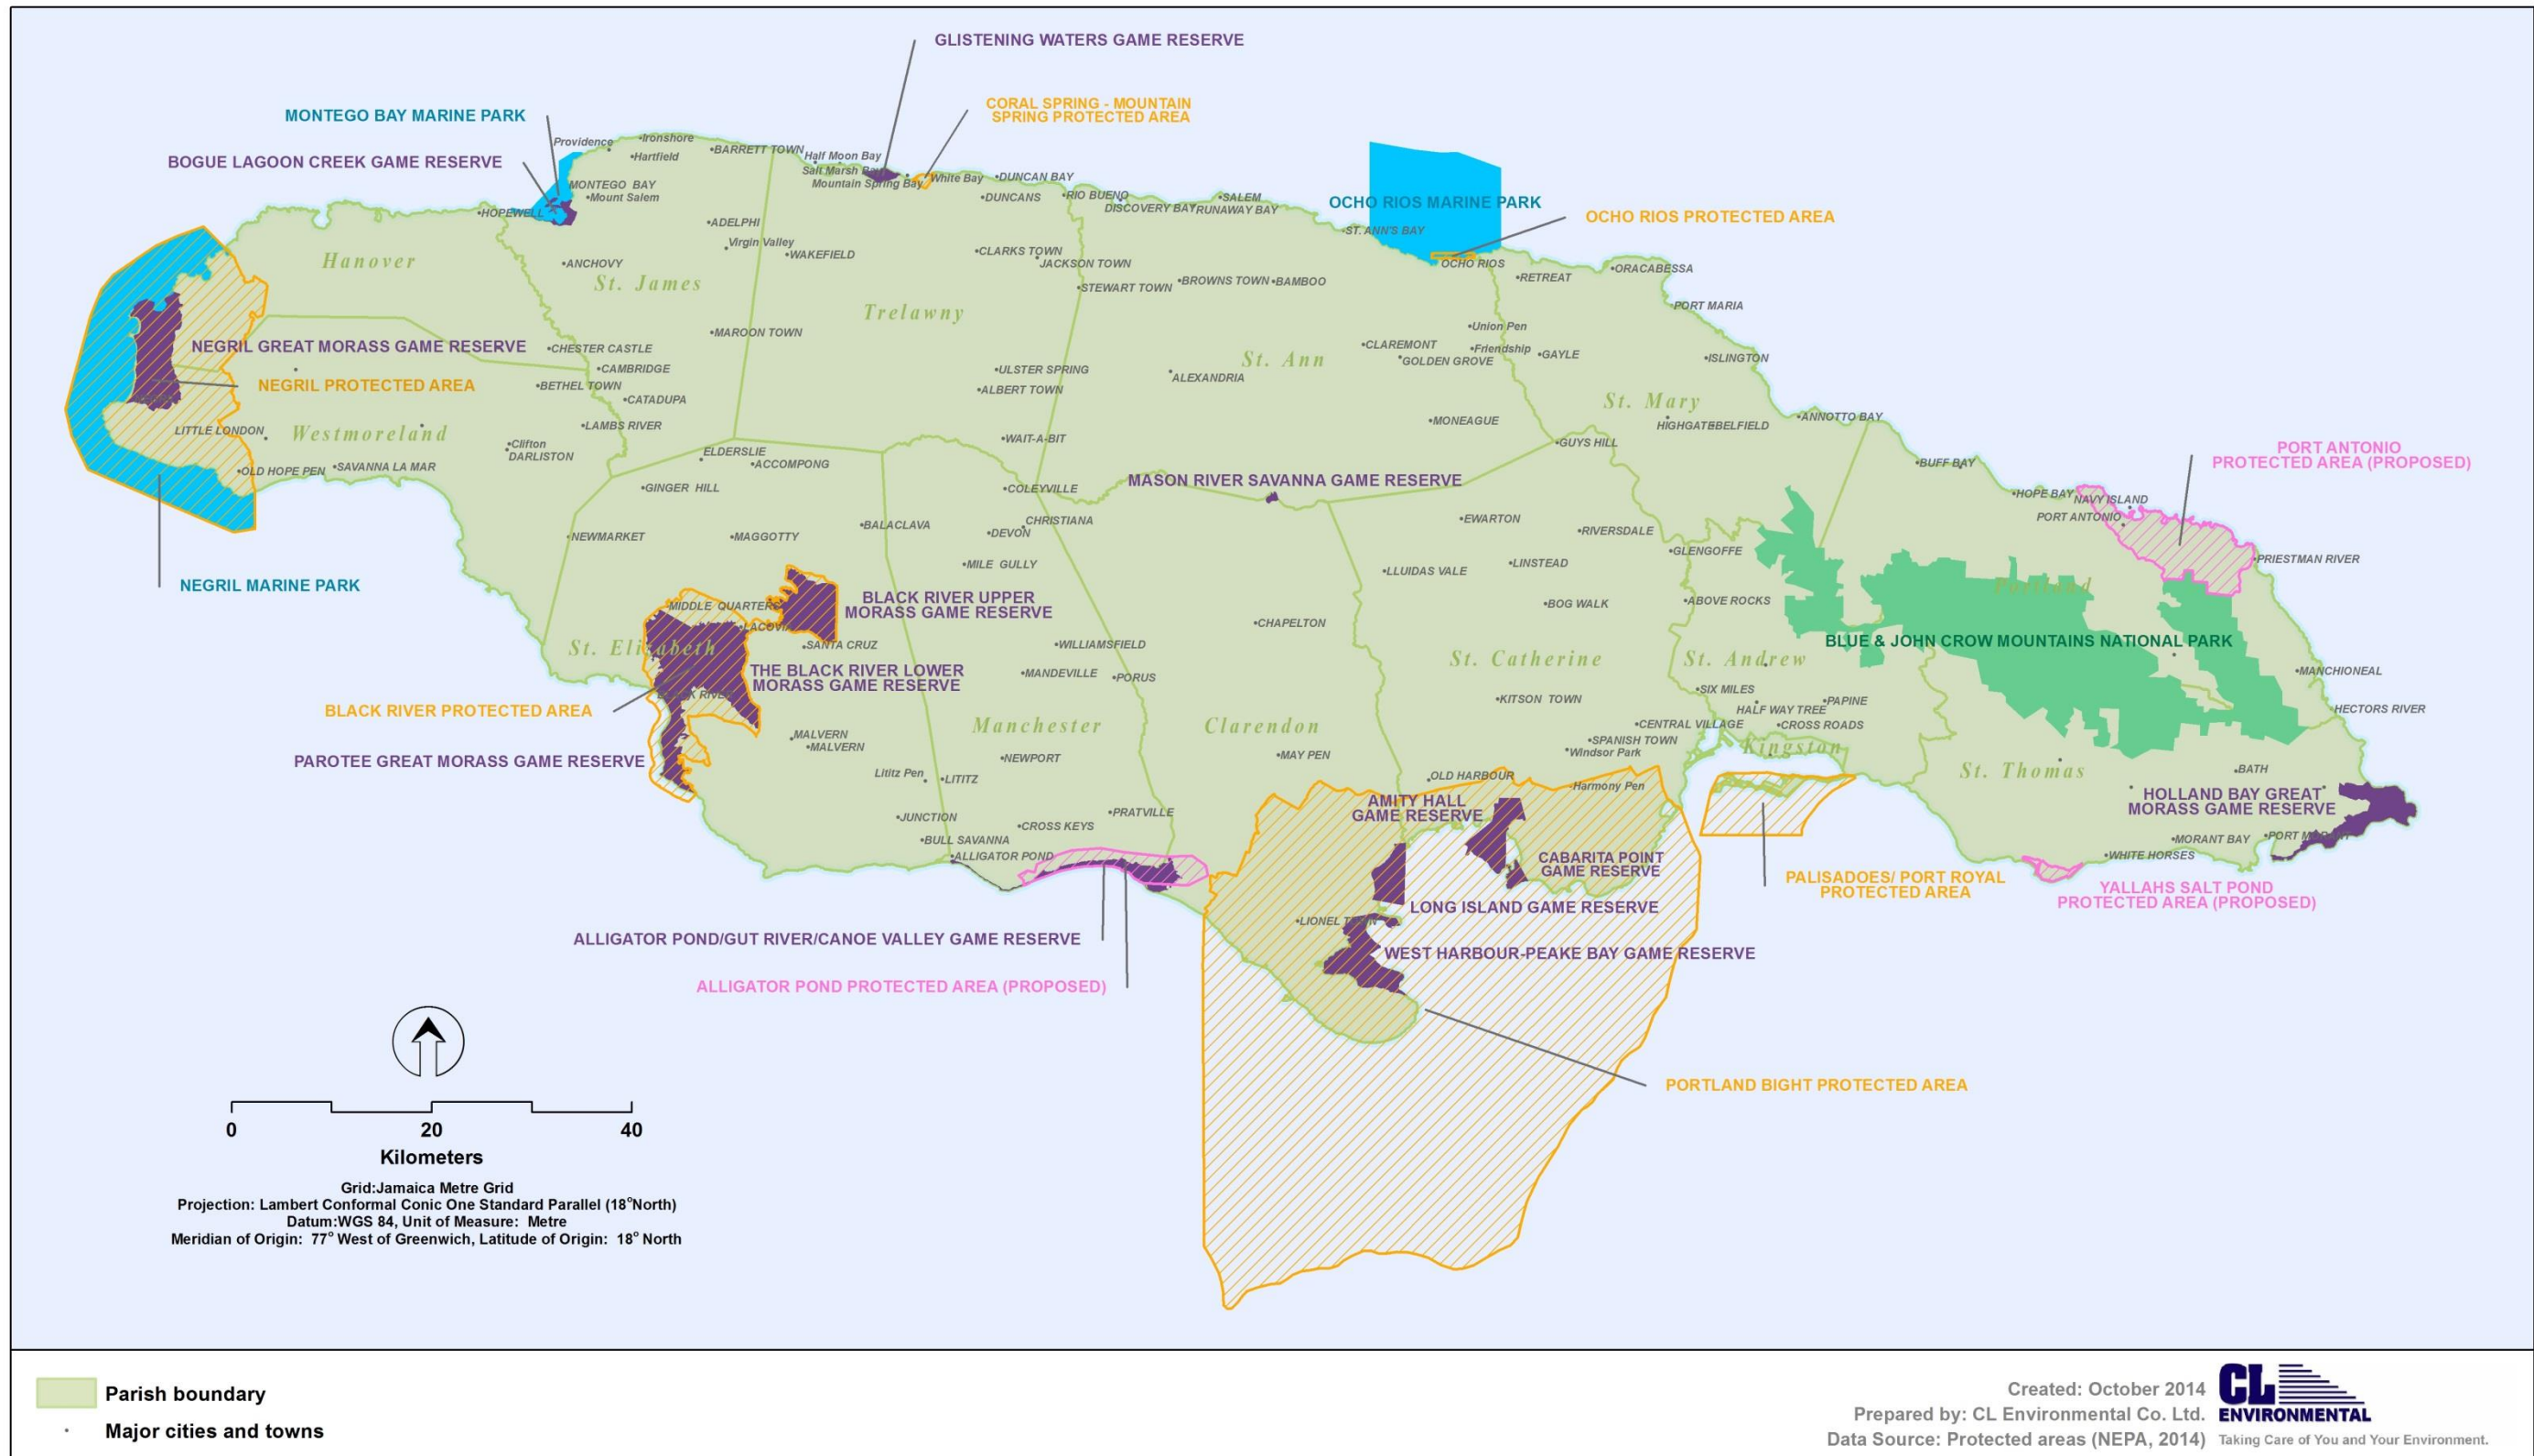 GLISTENING WATERS GAME RESERVE
CORAL SPRING - MOUNTAIN
SPRING PROTECTED AREA
MONTEGO BAY MARINE PARK
BOGUE LAGOON CREEK GAME RESERVE
Providence
Ironshore
Hartfield
BARRETT TOWN
Half Moon Bay
Salt Marsh Bay
Mountain Spring Bay
White Bay
DUNCAN BAY
MONTEGO BAY
Mount Salem
HOPEWELL
DUNCANS
RIO BUENO
DISCOVERY BAY
RUNAWAY BAY
SALEM
OCHO RIOS MARINE PARK
OCHO RIOS PROTECTED AREA
ST. ANN'S BAY
OCHO RIOS
RETREAT
ORACABESSA
PORT MARIA
ADELPHI
Virgin Valley
WAKEFIELD
CLARKS TOWN
JACKSON TOWN
STEWART TOWN
BROWNS TOWN
BAMBOO
Hanover
ANCHOVY
St. James
Trelawny
MAROON TOWN
Union Pen
CLAREMONT
Friendship
GOLDEN GROVE
GAYLE
ISLINGTON
St. Ann
NEGRIL GREAT MORASS GAME RESERVE
CHESTER CASTLE
CAMBRIDGE
NEGRIL PROTECTED AREA
BETHEL TOWN
CATADUPA
ULSTER SPRING
ALBERT TOWN
ALEXANDRIA
St. Mary
HIGHGATE
BELFIELD
ANNOTTO BAY
MONEAGUE
LITTLE LONDON
Westmoreland
LAMBS RIVER
Clifton
DARLISTON
WAIT-A-BIT
GUYS HILL
OLD HOPE PEN
SAVANNA LA MAR
ELDERSLIE
ACCOMPONG
GINGER HILL
COLEYVILLE
MASON RIVER SAVANNA GAME RESERVE
BUFF BAY
PORT ANTONIO
PROTECTED AREA (PROPOSED)
HOPE BAY
NAVY ISLAND
PORT ANTONIO
NEWMARKET
MAGGOTTY
BALACLAVA
CHRISTIANA
DEVON
EWARTON
RIVERSDALE
GLENGOFFE
PRIESTMAN RIVER
NEGRIL MARINE PARK
MILE GULLY
LLUIDAS VALE
LINSTEAD
Portland
MIDDLE QUARTERS
BLACK RIVER UPPER
MORASS GAME RESERVE
BOG WALK
ABOVE ROCKS
LACOVIA
CHAPELTON
BLUE & JOHN CROW MOUNTAINS NATIONAL PARK
St. Elizabeth
SANTA CRUZ
WILLIAMSFIELD
St. Catherine
St. Andrew
THE BLACK RIVER LOWER
MORASS GAME RESERVE
MANDEVILLE
PORUS
MANCHIONEAL
BLACK RIVER
SIX MILES
KITSON TOWN
PAPINE
HALF WAY TREE
HECTORS RIVER
BLACK RIVER PROTECTED AREA
Manchester
Clarendon
CENTRAL VILLAGE
CROSS ROADS
MALVERN
MALVERN
SPANISH TOWN
Windsor Park
Kingston
PAROTEE GREAT MORASS GAME RESERVE
NEWPORT
MAY PEN
Lititz Pen
LITITZ
OLD HARBOUR
Harmony Pen
St. Thomas
BATH
HOLLAND BAY GREAT
MORASS GAME RESERVE
AMITY HALL
GAME RESERVE
JUNCTION
CROSS KEYS
PRATVILLE
BULL SAVANNA
ALLIGATOR POND
MORANT BAY
PORT MORANT
WHITE HORSES
CABARITA POINT
GAME RESERVE
PALISADOES/ PORT ROYAL
PROTECTED AREA
YALLAHS SALT POND
PROTECTED AREA (PROPOSED)
LONG ISLAND GAME RESERVE
LIONEL TOWN
ALLIGATOR POND/GUT RIVER/CANOE VALLEY GAME RESERVE
WEST HARBOUR-PEAKE BAY GAME RESERVE
ALLIGATOR POND PROTECTED AREA (PROPOSED)
PORTLAND BIGHT PROTECTED AREA
0 20 40
Kilometers
Grid:Jamaica Metre Grid
Projection: Lambert Conformal Conic One Standard Parallel (18°North)
Datum:WGS 84, Unit of Measure: Metre
Meridian of Origin: 77° West of Greenwich, Latitude of Origin: 18° North
Parish boundary
Major cities and towns
Created: October 2014
Prepared by: CL Environmental Co. Ltd.
Data Source: Protected areas (NEPA, 2014)
CL
ENVIRONMENTAL
Taking Care of You and Your Environment.